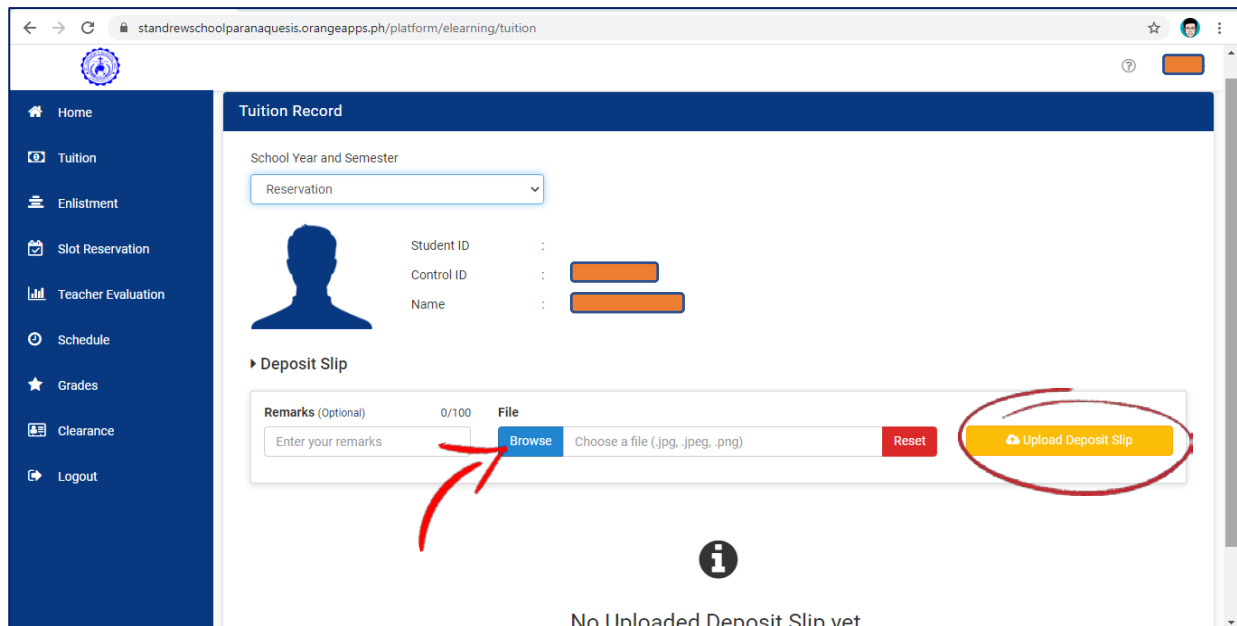 standrewschoolparanaquesis.orangeapps.ph/platform/elearning/tuition
Home
Tuition
Enlistment
Slot Reservation
Teacher Evaluation
Schedule
Grades
Clearance
Logout
Tuition Record
School Year and Semester
Reservation
Student ID :
Control ID :
Name :
Deposit Slip
Remarks (Optional) 0/100 File
Enter your remarks Browse Choose a file (.jpg, .jpeg, .png) Reset Upload Deposit Slip
No Uploaded Deposit Slip yet